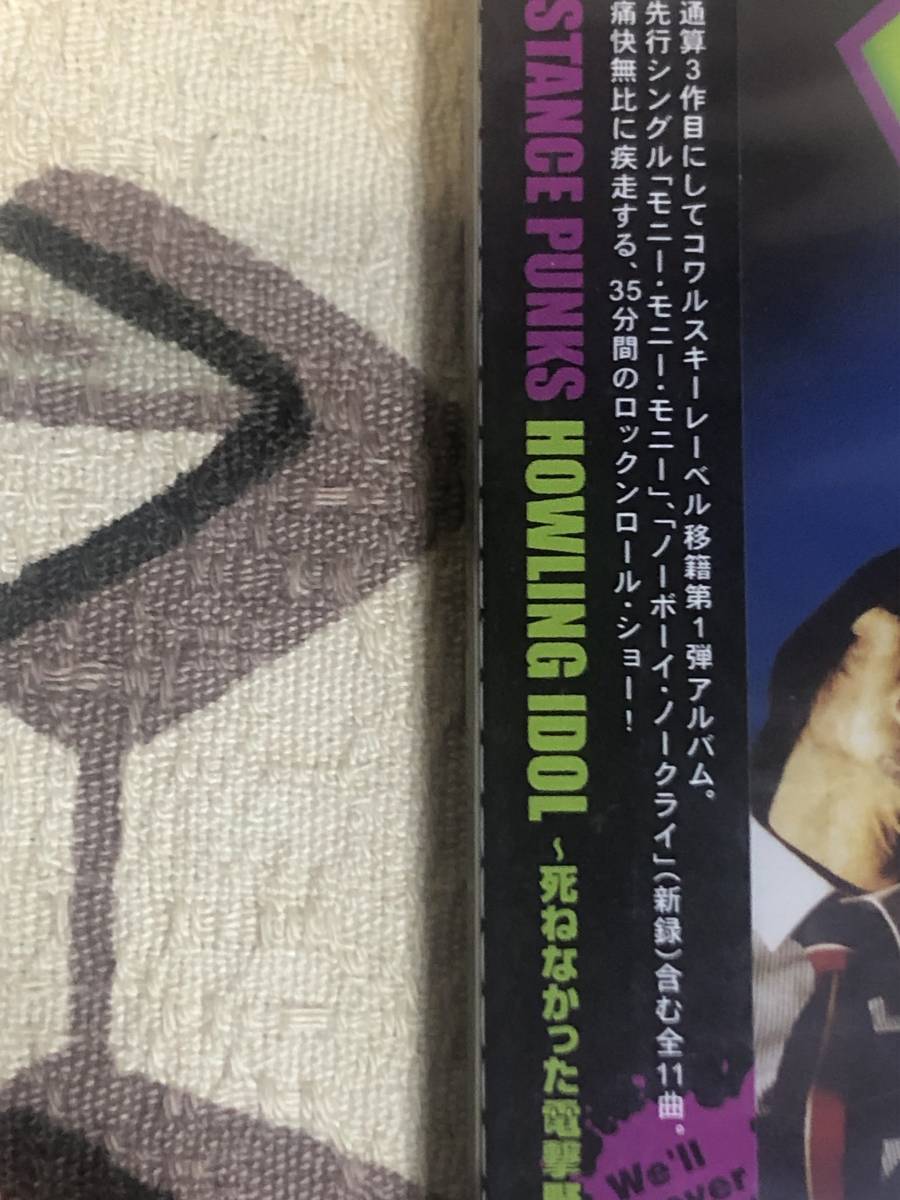 通算3作目にしてコワルスキーレーベル移籍第1弾アルバム。
先行シングル「モニー・モニー・モニー」、「ノーボーイ・ノークライ」(新録)含む全11曲。
痛快無比に疾走する、35分間のロックンロール・ショー！
STANCE PUNKS HOWLING IDOL ～死ねなかった電撃
We'll